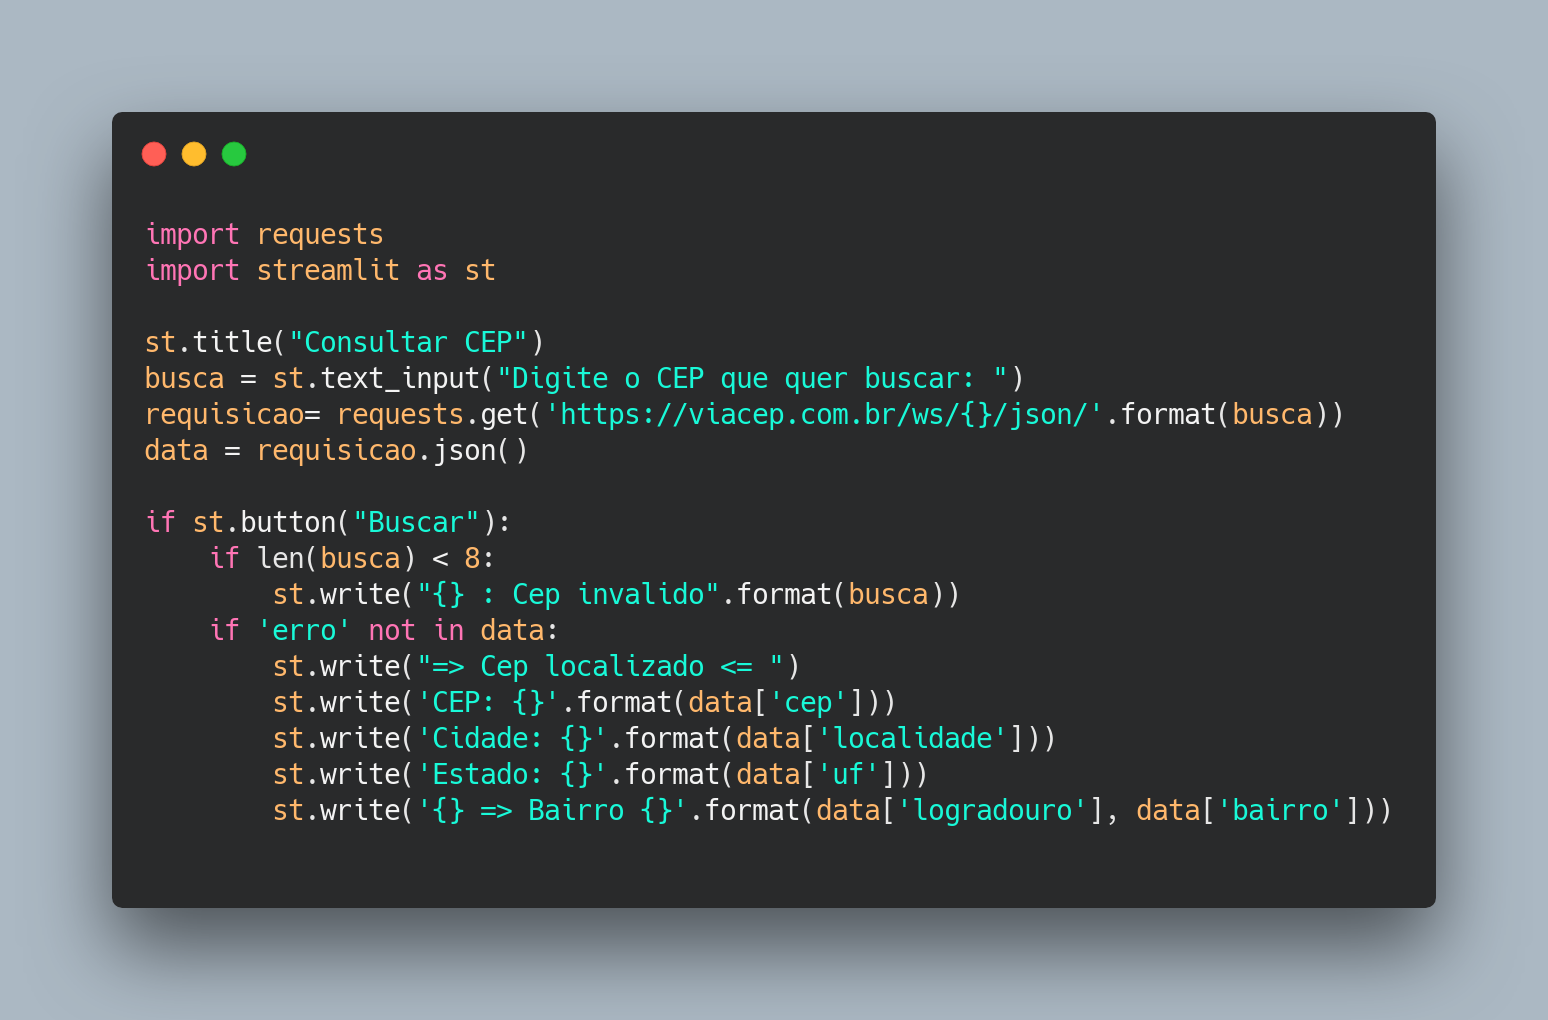 import requests
import streamlit as st

st.title("Consultar CEP")
busca = st.text_input("Digite o CEP que quer buscar: ")
requisicao= requests.get('https://viacep.com.br/ws/{}/json/'.format(busca))
data = requisicao.json()

if st.button("Buscar"):
    if len(busca) < 8:
        st.write("{} : Cep invalido".format(busca))
    if 'erro' not in data:
        st.write("=> Cep localizado <= ")
        st.write('CEP: {}'.format(data['cep']))
        st.write('Cidade: {}'.format(data['localidade']))
        st.write('Estado: {}'.format(data['uf']))
        st.write('{} => Bairro {}'.format(data['logradouro'], data['bairro']))